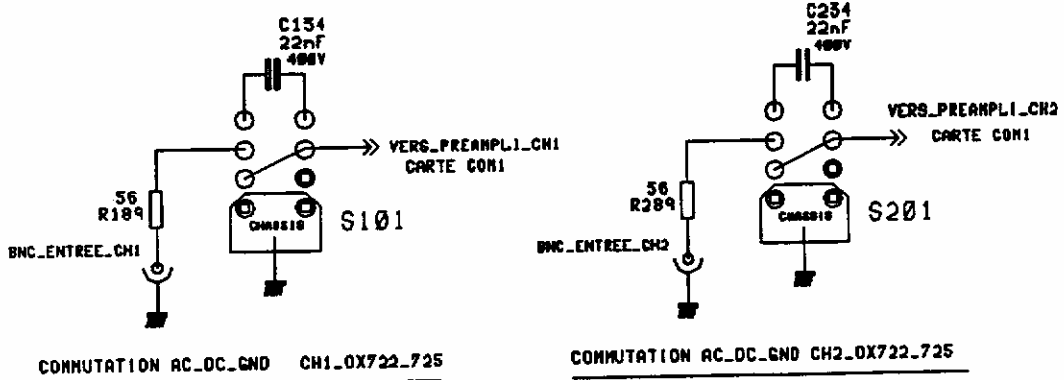 C134
22nF
400V
VERS_PREAMPLI_CH1
CARTE COM1
56
R189
CHASSIS
S101
BNC_ENTREE_CH1
COMMUTATION AC_DC_GND CH1_OX722_725
C234
22nF
400V
VERS_PREAMPLI_CH2
CARTE COM1
56
R289
CHASSIS
S201
BNC_ENTREE_CH2
COMMUTATION AC_DC_GND CH2_OX722_725